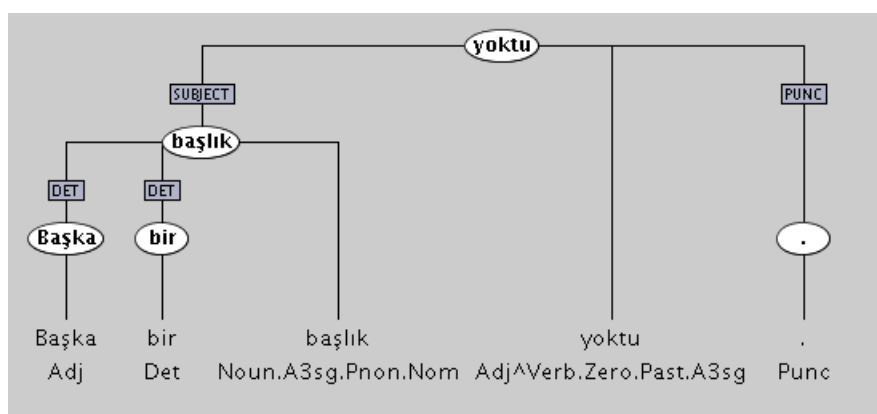 yoktu
SUBJECT PUNC
başlık
DET DET
Başka bir .
Başka bir başlık yoktu .
Adj Det Noun.A3sg.Pnon.Nom Adj^Verb.Zero.Past.A3sg Punc